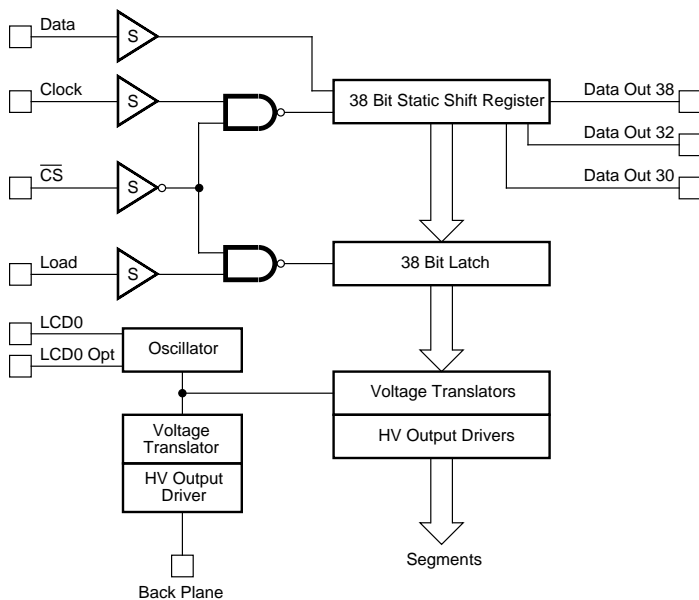 Data
S
Clock
S
38 Bit Static Shift Register
Data Out 38
Data Out 32
CS
S
Data Out 30
Load
S
38 Bit Latch
LCD0
LCD0 Opt
Oscillator
Voltage Translators
HV Output Drivers
Voltage
Translator
HV Output
Driver
Segments
Back Plane